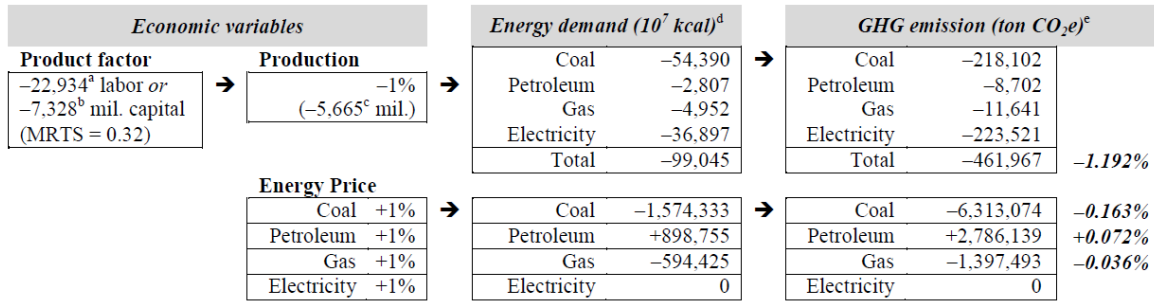 Economic variables Energy demand (10⁷ kcal)ᵈ GHG emission (ton CO₂e)ᵉ
Product factor Production Coal –54,390 ➔ Coal –218,102
–22,934ᵃ labor or ➔ –1% ➔ Petroleum –2,807 Petroleum –8,702
–7,328ᵇ mil. capital (–5,665ᶜ mil.) Gas –4,952 Gas –11,641
(MRTS = 0.32) Electricity –36,897 Electricity –223,521
Total –99,045 Total –461,967 –1.192%
Energy Price
Coal +1% ➔ Coal –1,574,333 ➔ Coal –6,313,074 –0.163%
Petroleum +1% Petroleum +898,755 Petroleum +2,786,139 +0.072%
Gas +1% Gas –594,425 Gas –1,397,493 –0.036%
Electricity +1% Electricity 0 Electricity 0